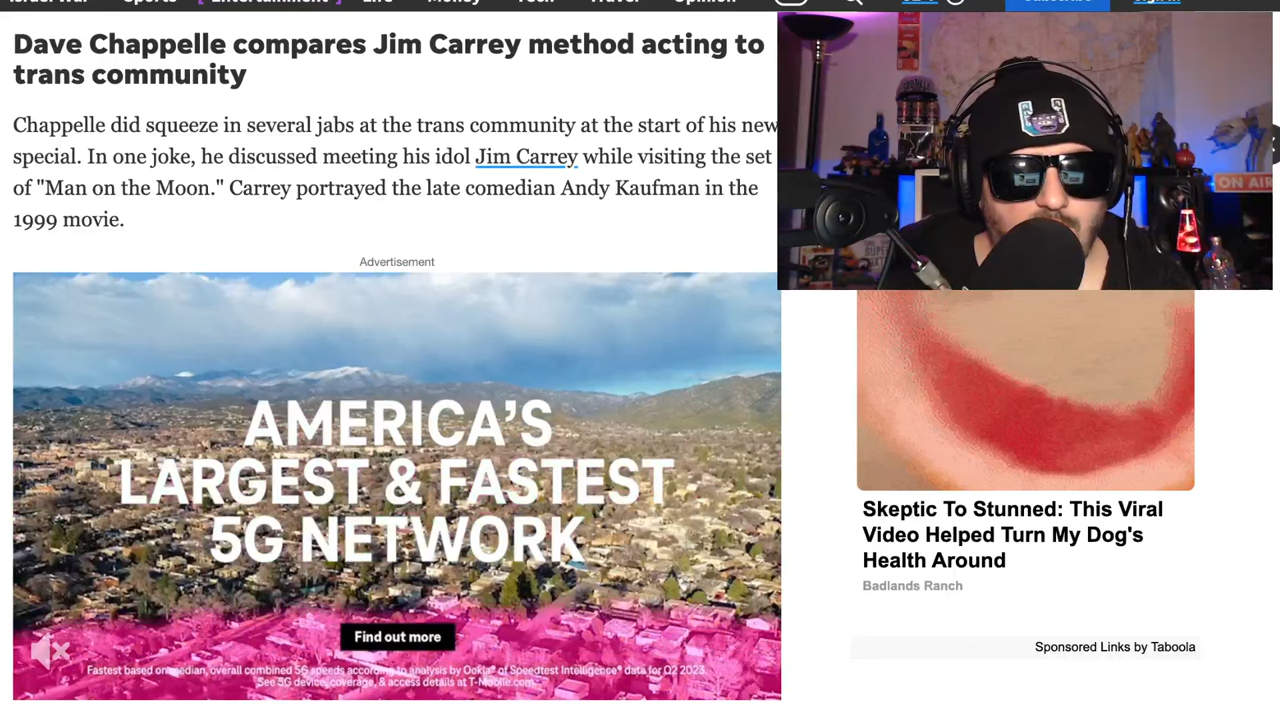 Sports [ Entertainment ] Life Money Tech Travel Opinion
Subscribe Sign In
Dave Chappelle compares Jim Carrey method acting to
trans community
Chappelle did squeeze in several jabs at the trans community at the start of his new
special. In one joke, he discussed meeting his idol Jim Carrey while visiting the set
of "Man on the Moon." Carrey portrayed the late comedian Andy Kaufman in the
1999 movie.
Advertisement
AMERICA'S
LARGEST & FASTEST
5G NETWORK
Find out more
Fastest based on median, overall combined 5G speeds according to analysis by Ookla® of Speedtest Intelligence® data for Q2 2023.
See 5G device, coverage, & access details at T-Mobile.com
ON AIR
Skeptic To Stunned: This Viral
Video Helped Turn My Dog's
Health Around
Badlands Ranch
Sponsored Links by Taboola